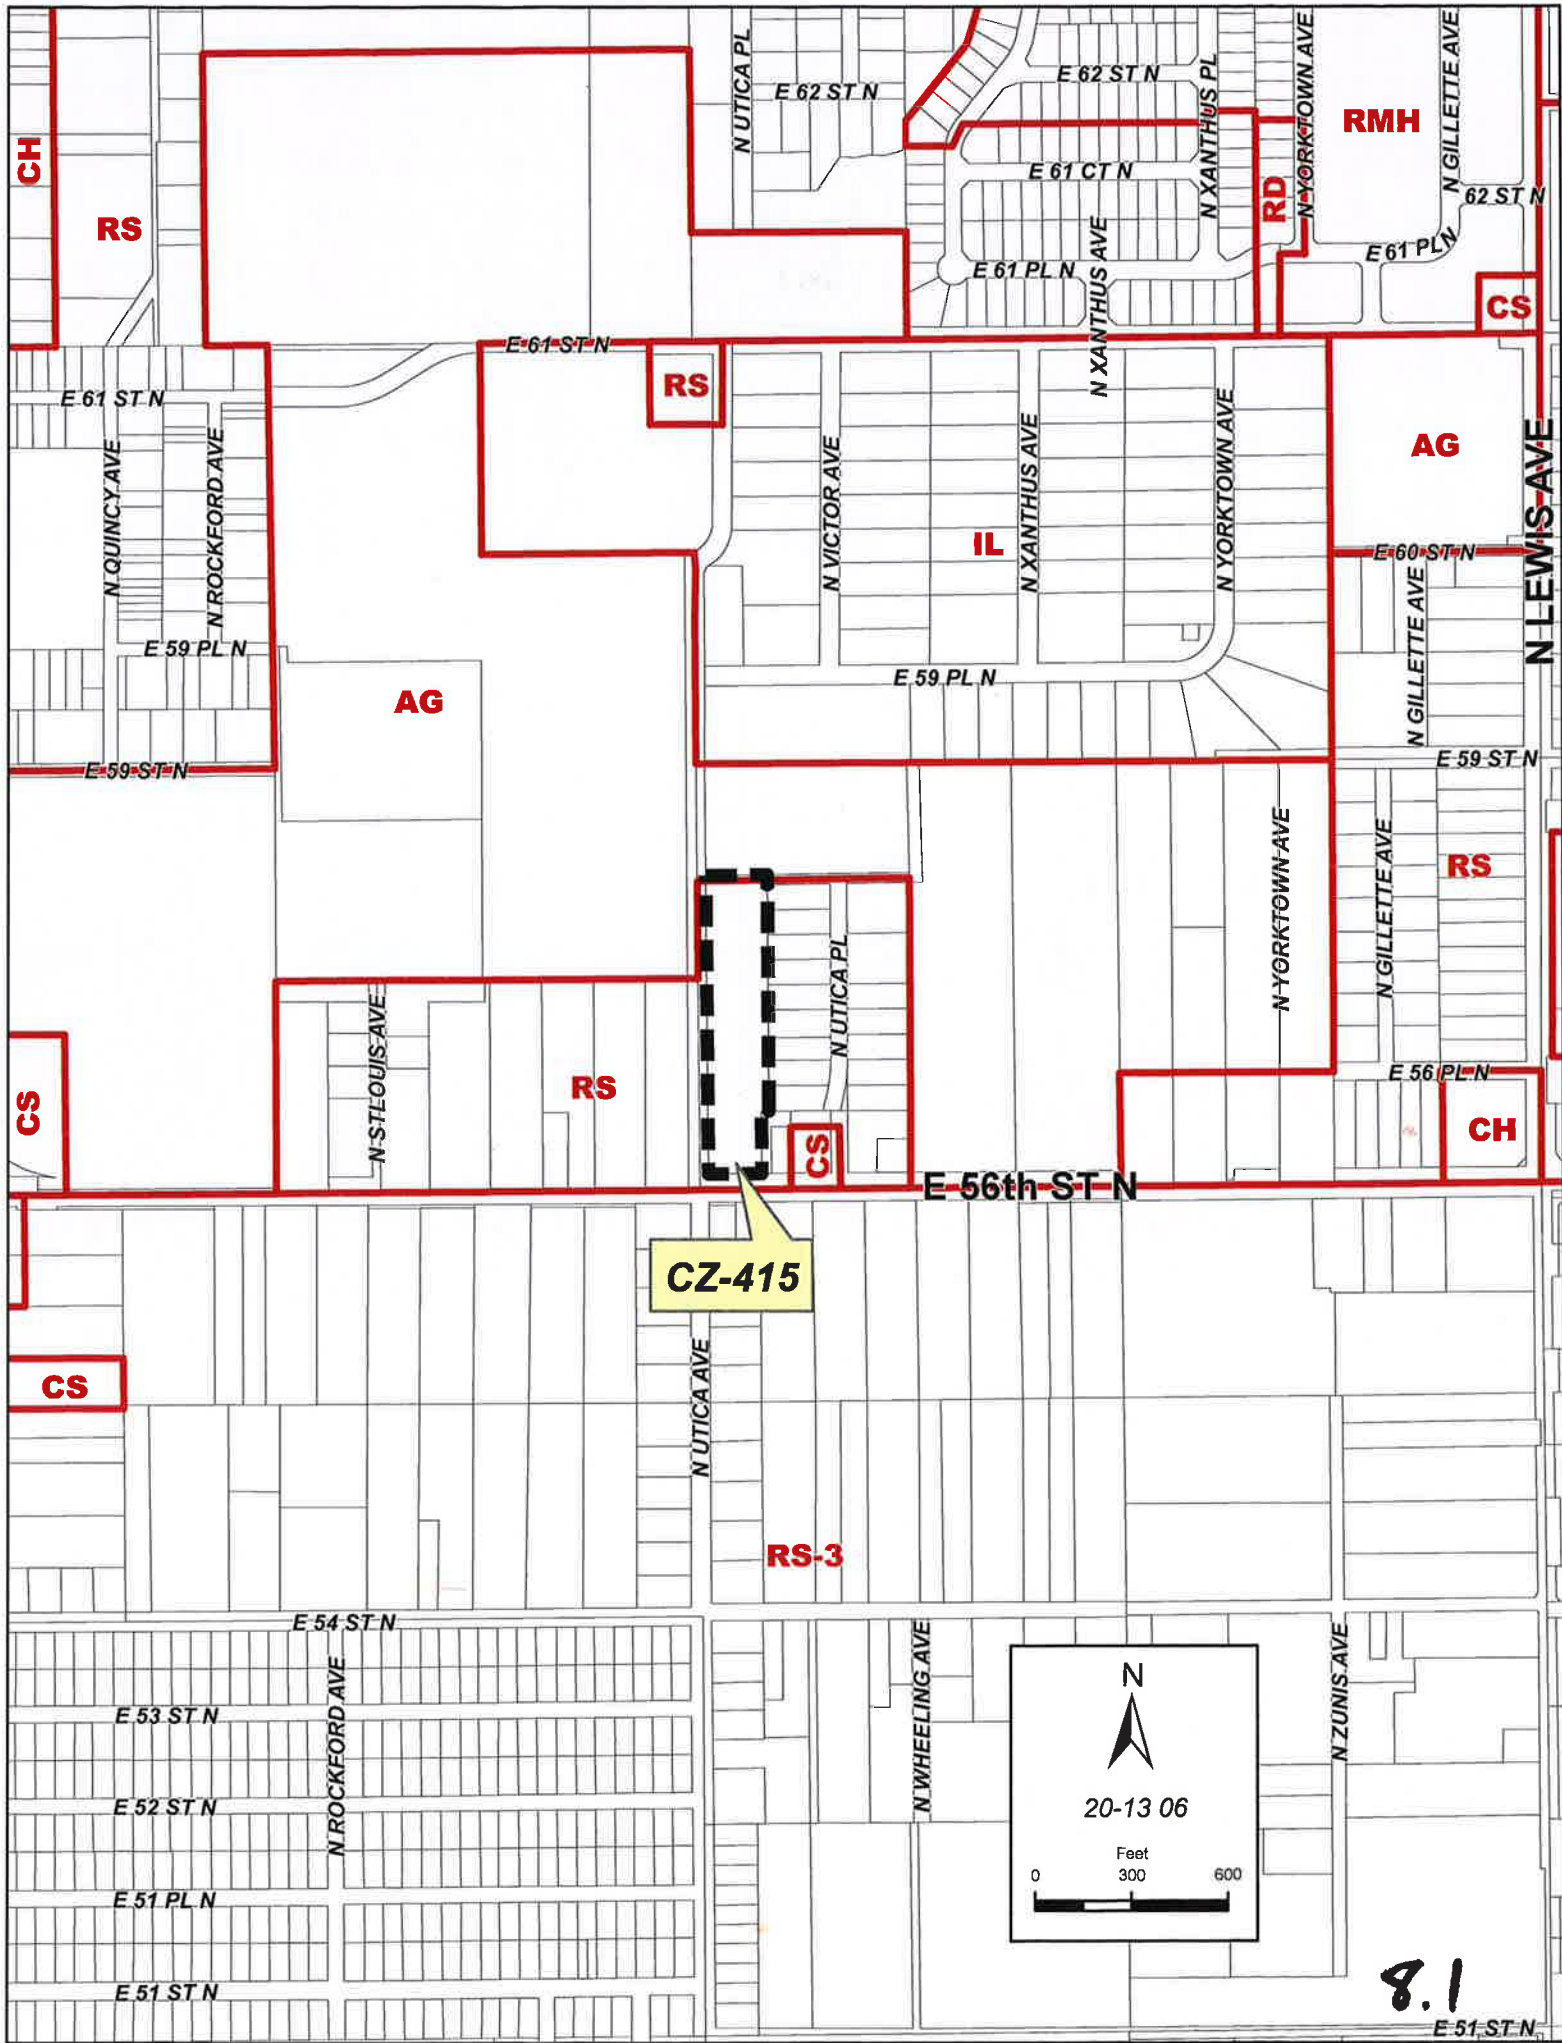 N UTICA PL
E 62 ST N
E 62 ST N
N XANTHUS PL
N YORKTOWN AVE
RMH
N GILLETTE AVE
CH
RS
E 61 CT N
RD
62 ST N
N XANTHUS AVE
E 61 PL N
E 61 PL N
CS
E 61 ST N
RS
E 61 ST N
N QUINCY AVE
N ROCKFORD AVE
N VICTOR AVE
N XANTHUS AVE
N YORKTOWN AVE
AG
N LEWIS AVE
IL
E 60 ST N
N GILLETTE AVE
E 59 PL N
E 59 PL N
AG
E 59 ST N
E 59 ST N
N YORKTOWN AVE
N GILLETTE AVE
RS
N UTICA PL
N ST LOUIS AVE
RS
CS
CS
E 56 PL N
CH
E 56th ST N
CZ-415
CS
N UTICA AVE
RS-3
E 54 ST N
N ROCKFORD AVE
N WHEELING AVE
N ZUNIS AVE
E 53 ST N
E 52 ST N
E 51 PL N
E 51 ST N
N
20-13 06
Feet
0 300 600
8.1
E 51 ST N